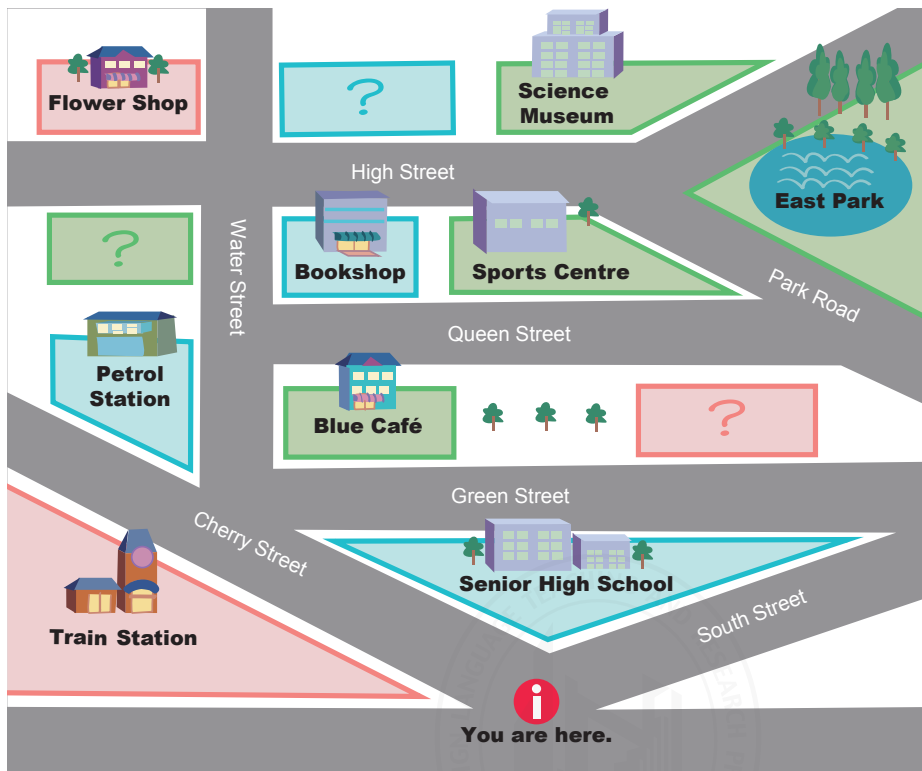 Flower Shop
?
Science
Museum
High Street
East Park
?
Water Street
Bookshop
Sports Centre
Park Road
Petrol
Station
Queen Street
Blue Café
?
Green Street
Cherry Street
Senior High School
South Street
Train Station
i
You are here.